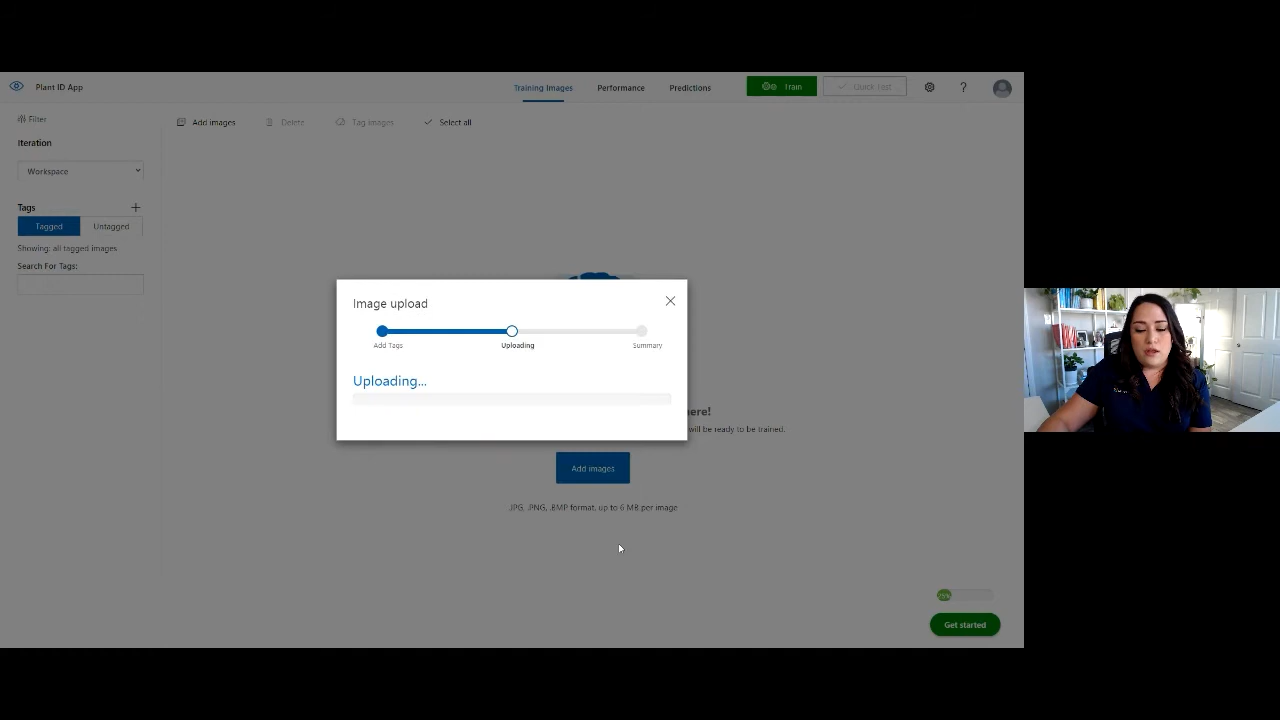 Plant ID App
Training Images
Performance
Predictions
Train
Quick Test
?
Filter
Add images
Delete
Tag images
Select all
Iteration
Workspace
Tags
Tagged
Untagged
Showing: all tagged images
Search For Tags:
Image upload
Add Tags
Uploading
Summary
Uploading...
here!
will be ready to be trained.
Add images
.JPG, .PNG, .BMP format, up to 6 MB per image
Get started